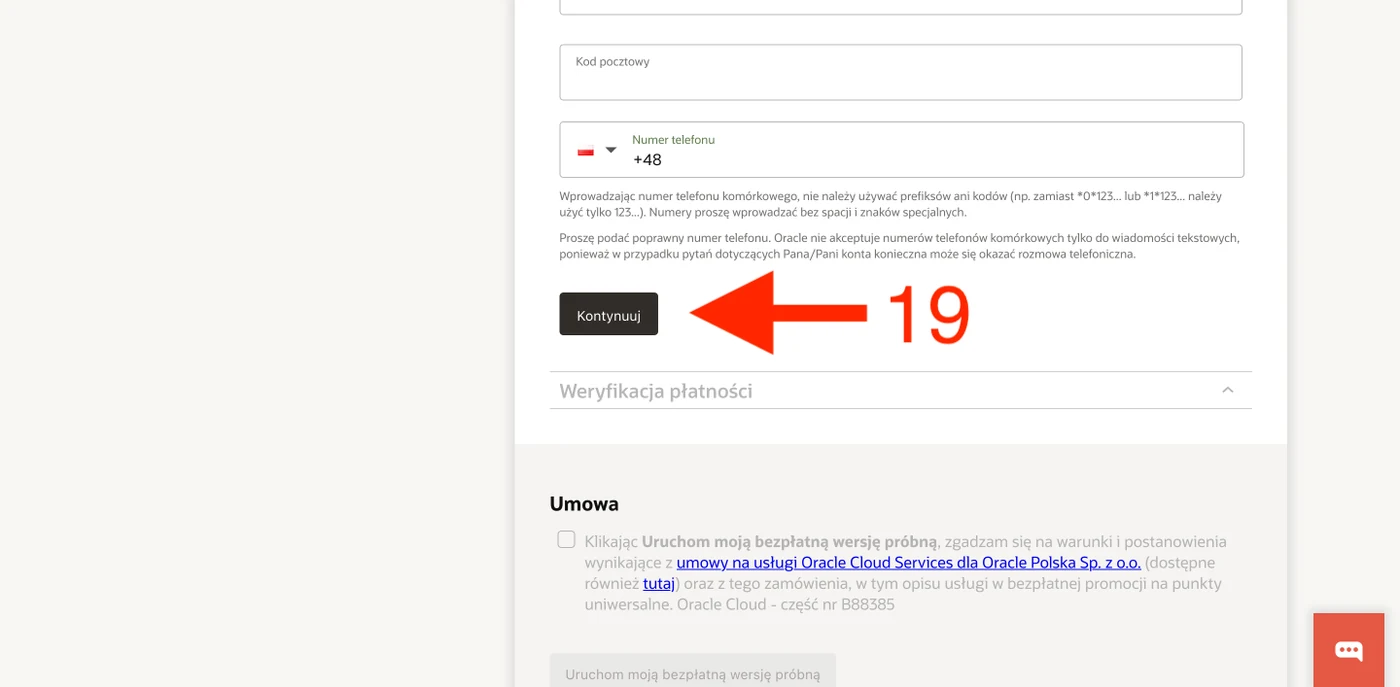 Kod pocztowy
Numer telefonu
+48
Wprowadzając numer telefonu komórkowego, nie należy używać prefiksów ani kodów (np. zamiast *0*123... lub *1*123... należy
użyć tylko 123...). Numery proszę wprowadzać bez spacji i znaków specjalnych.
Proszę podać poprawny numer telefonu. Oracle nie akceptuje numerów telefonów komórkowych tylko do wiadomości tekstowych,
ponieważ w przypadku pytań dotyczących Pana/Pani konta konieczna może się okazać rozmowa telefoniczna.
Kontynuuj
19
Weryfikacja płatności
Umowa
Klikając Uruchom moją bezpłatną wersję próbną, zgadzam się na warunki i postanowienia
wynikające z umowy na usługi Oracle Cloud Services dla Oracle Polska Sp. z o.o. (dostępne
również tutaj) oraz z tego zamówienia, w tym opisu usługi w bezpłatnej promocji na punkty
uniwersalne. Oracle Cloud - część nr B88385
Uruchom moją bezpłatną wersję próbną